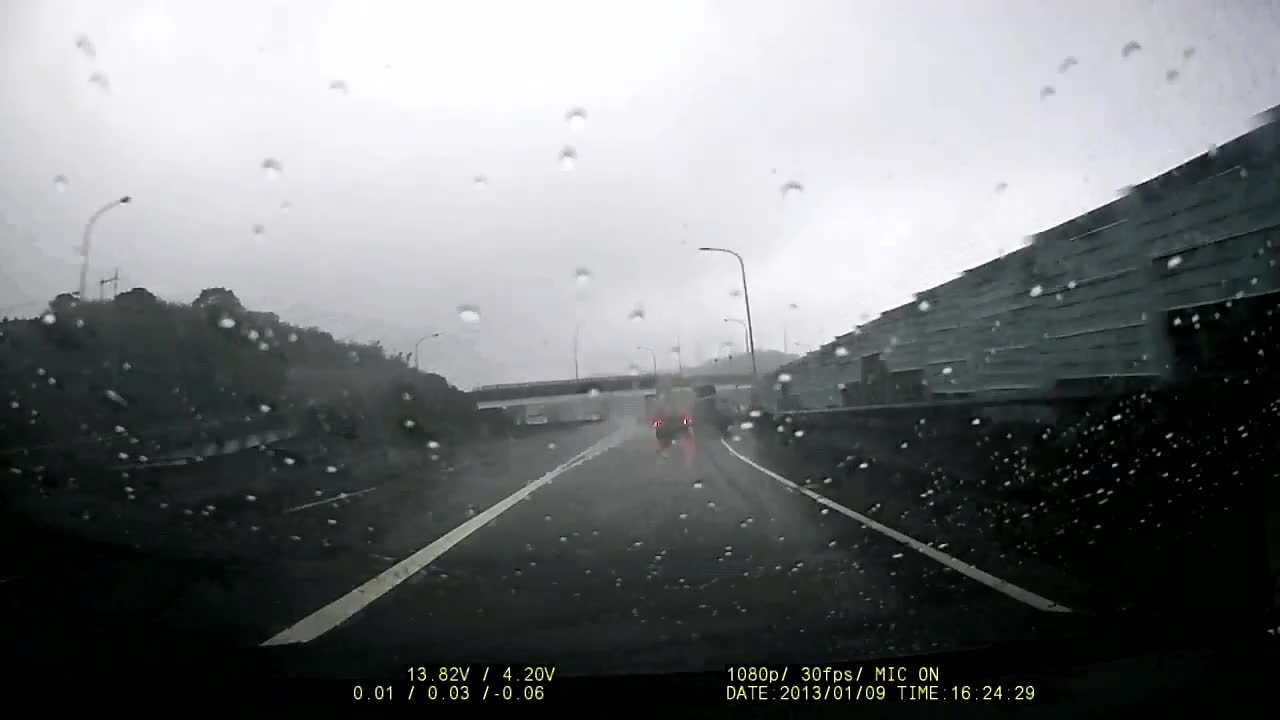 13.82V / 4.20V
0.01 / 0.03 /-0.06
1080p/ 30fps/ MIC ON
DATE:2013/01/09 TIME:16:24:29